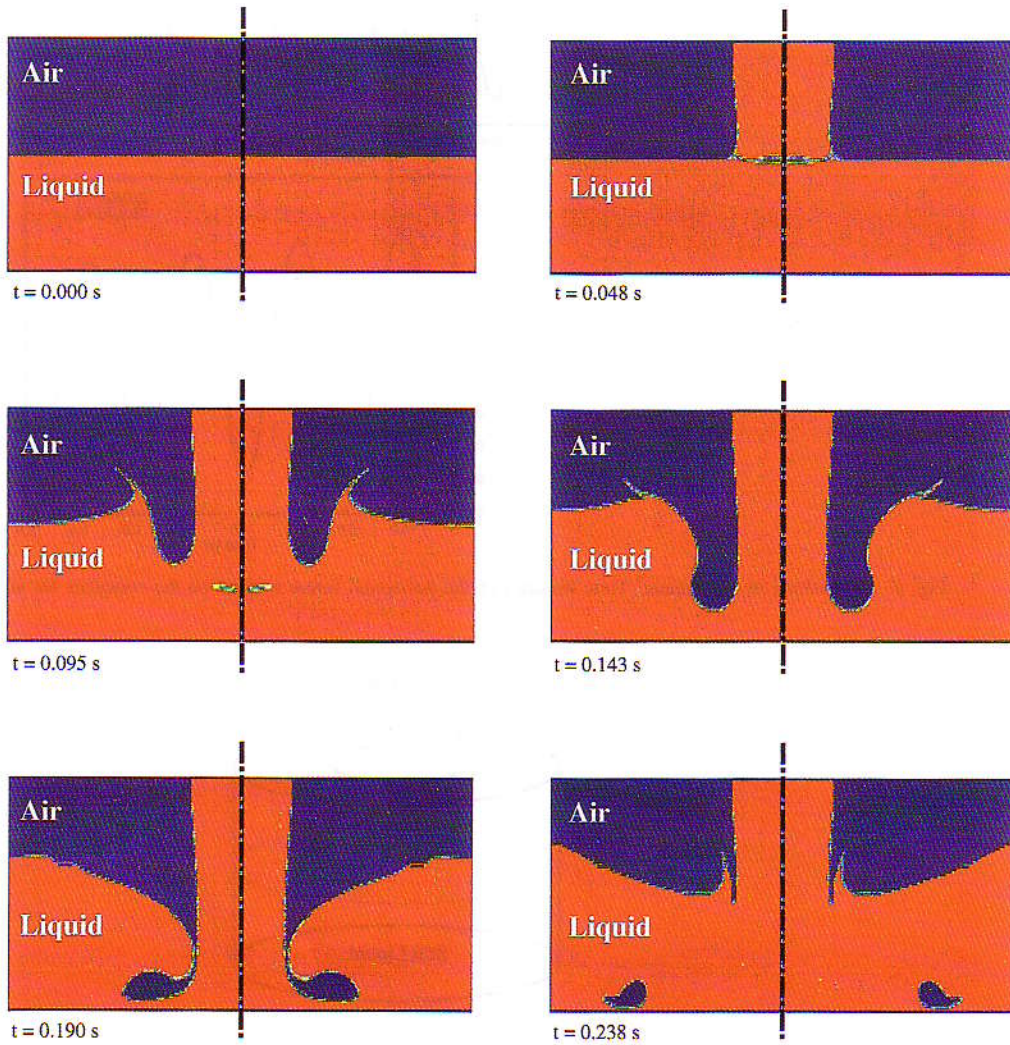 Air
Liquid
t = 0.000 s
Air
Liquid
t = 0.048 s
Air
Liquid
t = 0.095 s
Air
Liquid
t = 0.143 s
Air
Liquid
t = 0.190 s
Air
Liquid
t = 0.238 s